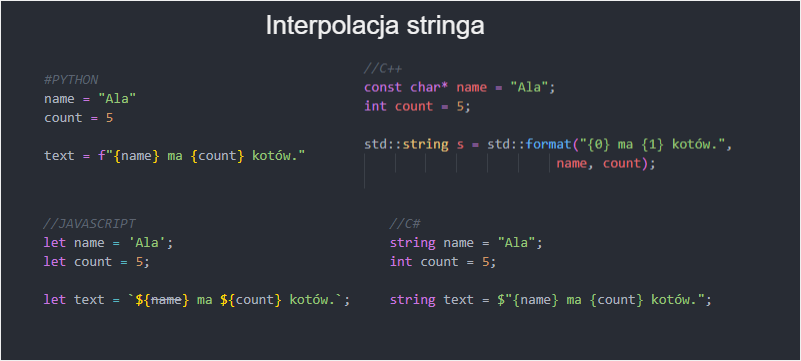 Interpolacja stringa
#PYTHON
name = "Ala"
count = 5
text = f"{name} ma {count} kotów."
//C++
const char* name = "Ala";
int count = 5;
std::string s = std::format("{0} ma {1} kotów.",
name, count);
//JAVASCRIPT
let name = 'Ala';
let count = 5;
let text = `${name} ma ${count} kotów.`;
//C#
string name = "Ala";
int count = 5;
string text = $"{name} ma {count} kotów.";